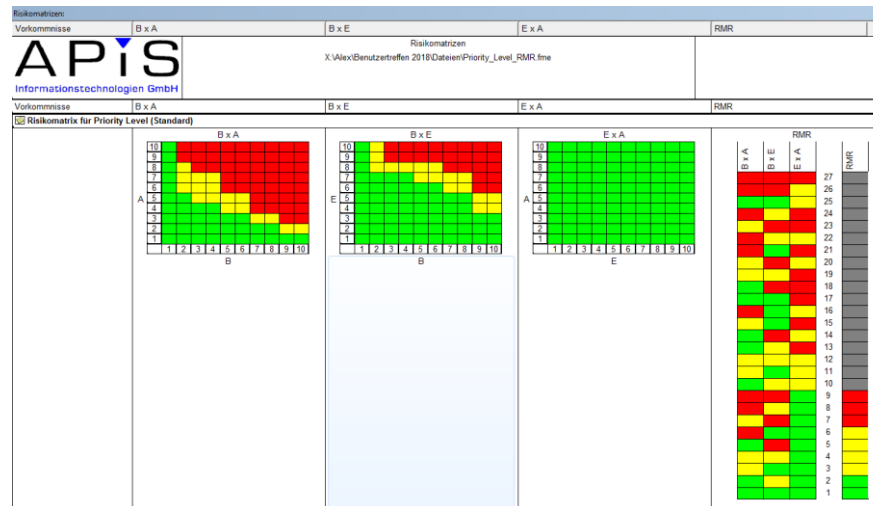 Risikomatrizen:
Vorkommnisse B x A B x E E x A RMR
APiS
Informationstechnologien GmbH
Risikomatrizen
X:\Alex\Benutzertreffen 2018\Dateien\Priority_Level_RMR.fme
Vorkommnisse B x A B x E E x A RMR
Risikomatrix für Priority Level (Standard)
B x A
10
9
8
7
6
A 5
4
3
2
1
1 2 3 4 5 6 7 8 9 10
B
B x E
10
9
8
7
6
E 5
4
3
2
1
1 2 3 4 5 6 7 8 9 10
B
E x A
10
9
8
7
6
A 5
4
3
2
1
1 2 3 4 5 6 7 8 9 10
E
RMR
B x A B x E E x A RMR
27
26
25
24
23
22
21
20
19
18
17
16
15
14
13
12
11
10
9
8
7
6
5
4
3
2
1